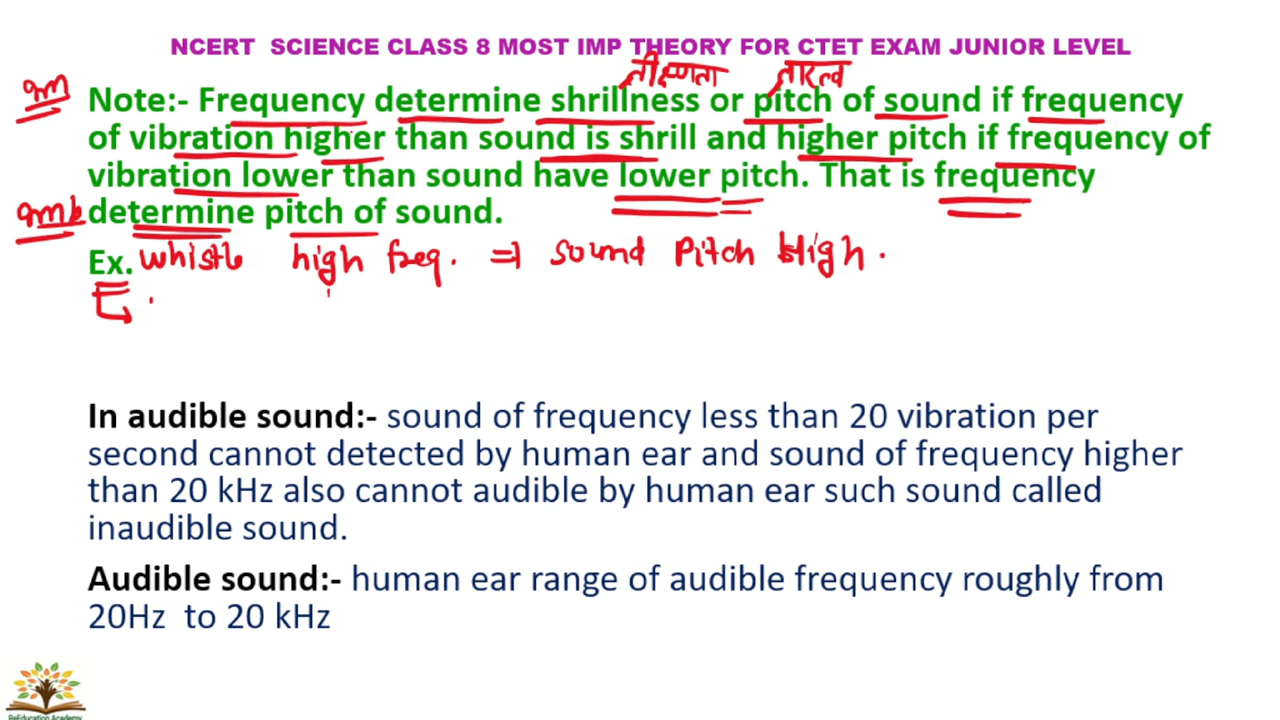 NCERT SCIENCE CLASS 8 MOST IMP THEORY FOR CTET EXAM JUNIOR LEVEL
तीक्ष्णता तारत्व
Note:- Frequency determine shrillness or pitch of sound if frequency
of vibration higher than sound is shrill and higher pitch if frequency of
vibration lower than sound have lower pitch. That is frequency
determine pitch of sound.
Ex. whistle high freq. ⇒ sound Pitch High.
In audible sound:- sound of frequency less than 20 vibration per
second cannot detected by human ear and sound of frequency higher
than 20 kHz also cannot audible by human ear such sound called
inaudible sound.
Audible sound:- human ear range of audible frequency roughly from
20Hz to 20 kHz
ReEducation Academy